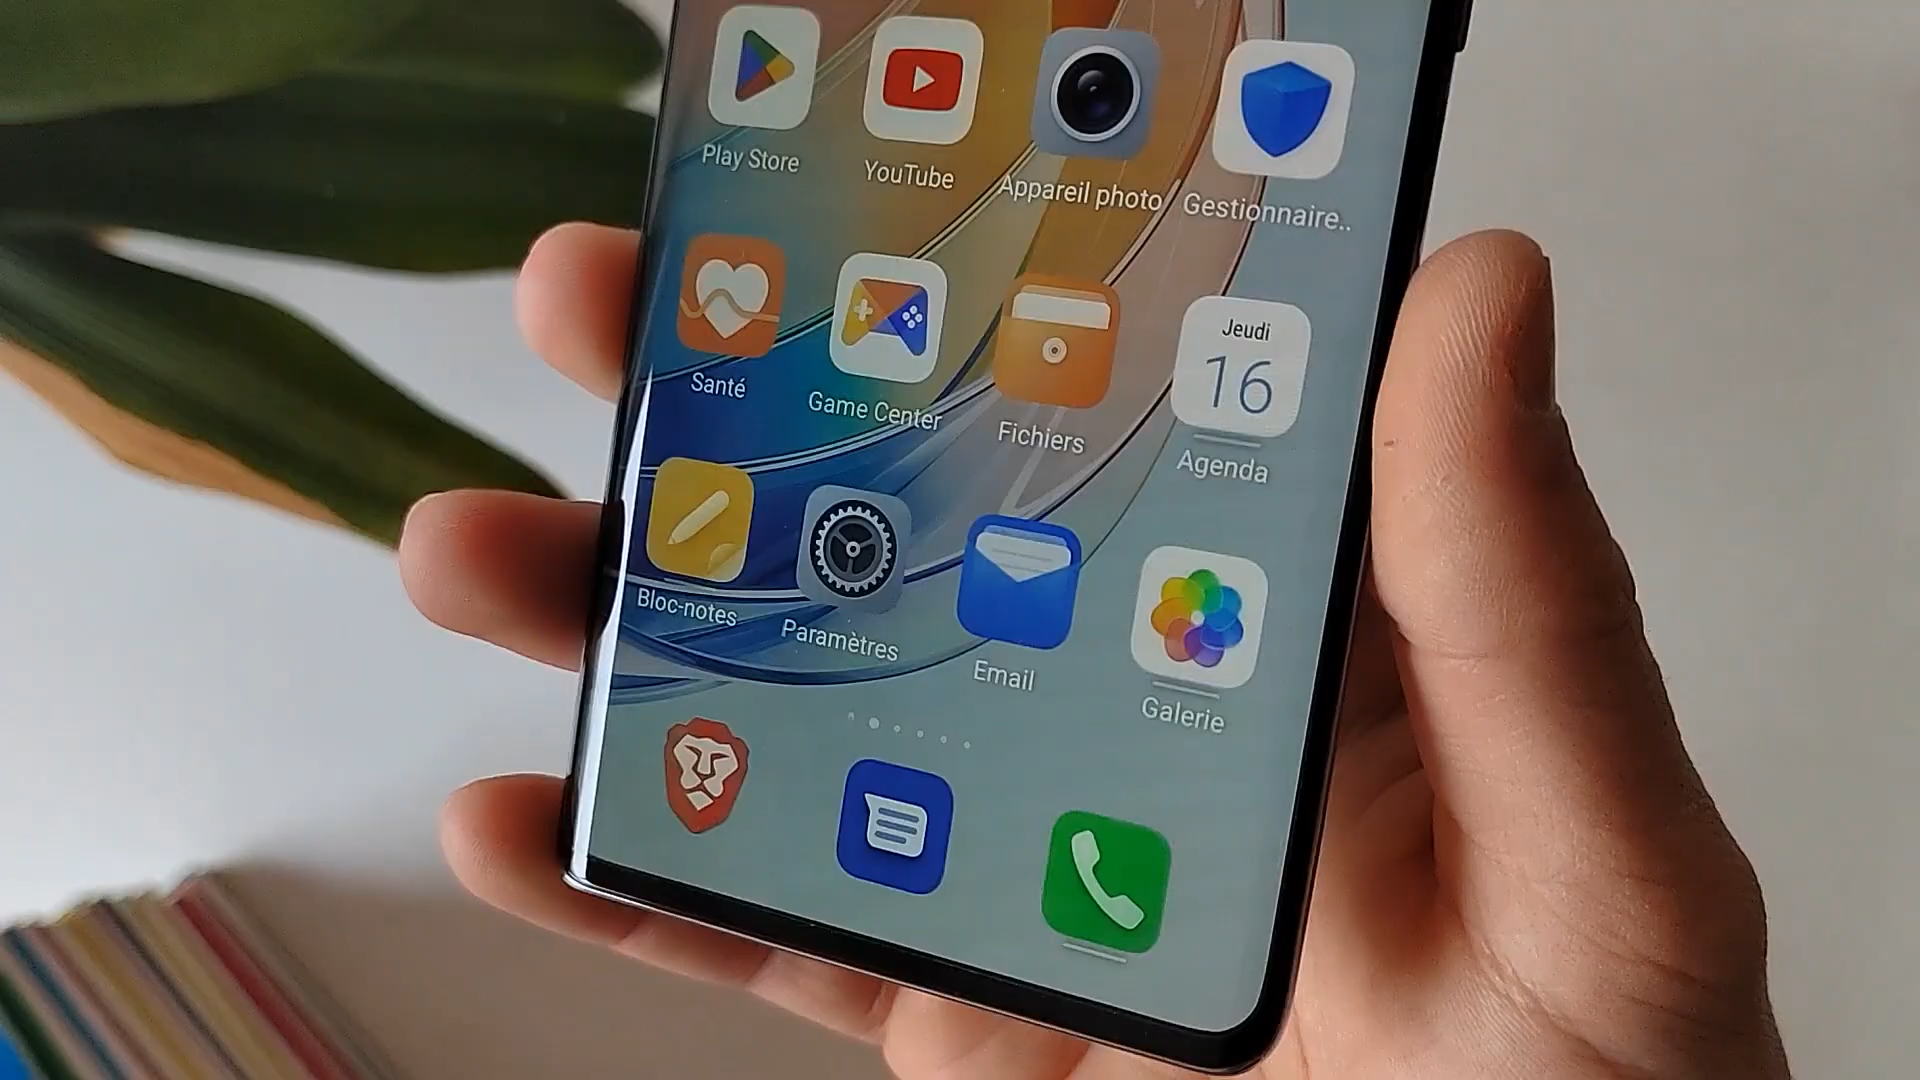 Play Store
YouTube
Appareil photo
Gestionnaire..
Santé
Game Center
Fichiers
Jeudi
16
Agenda
Bloc-notes
Paramètres
Email
Galerie